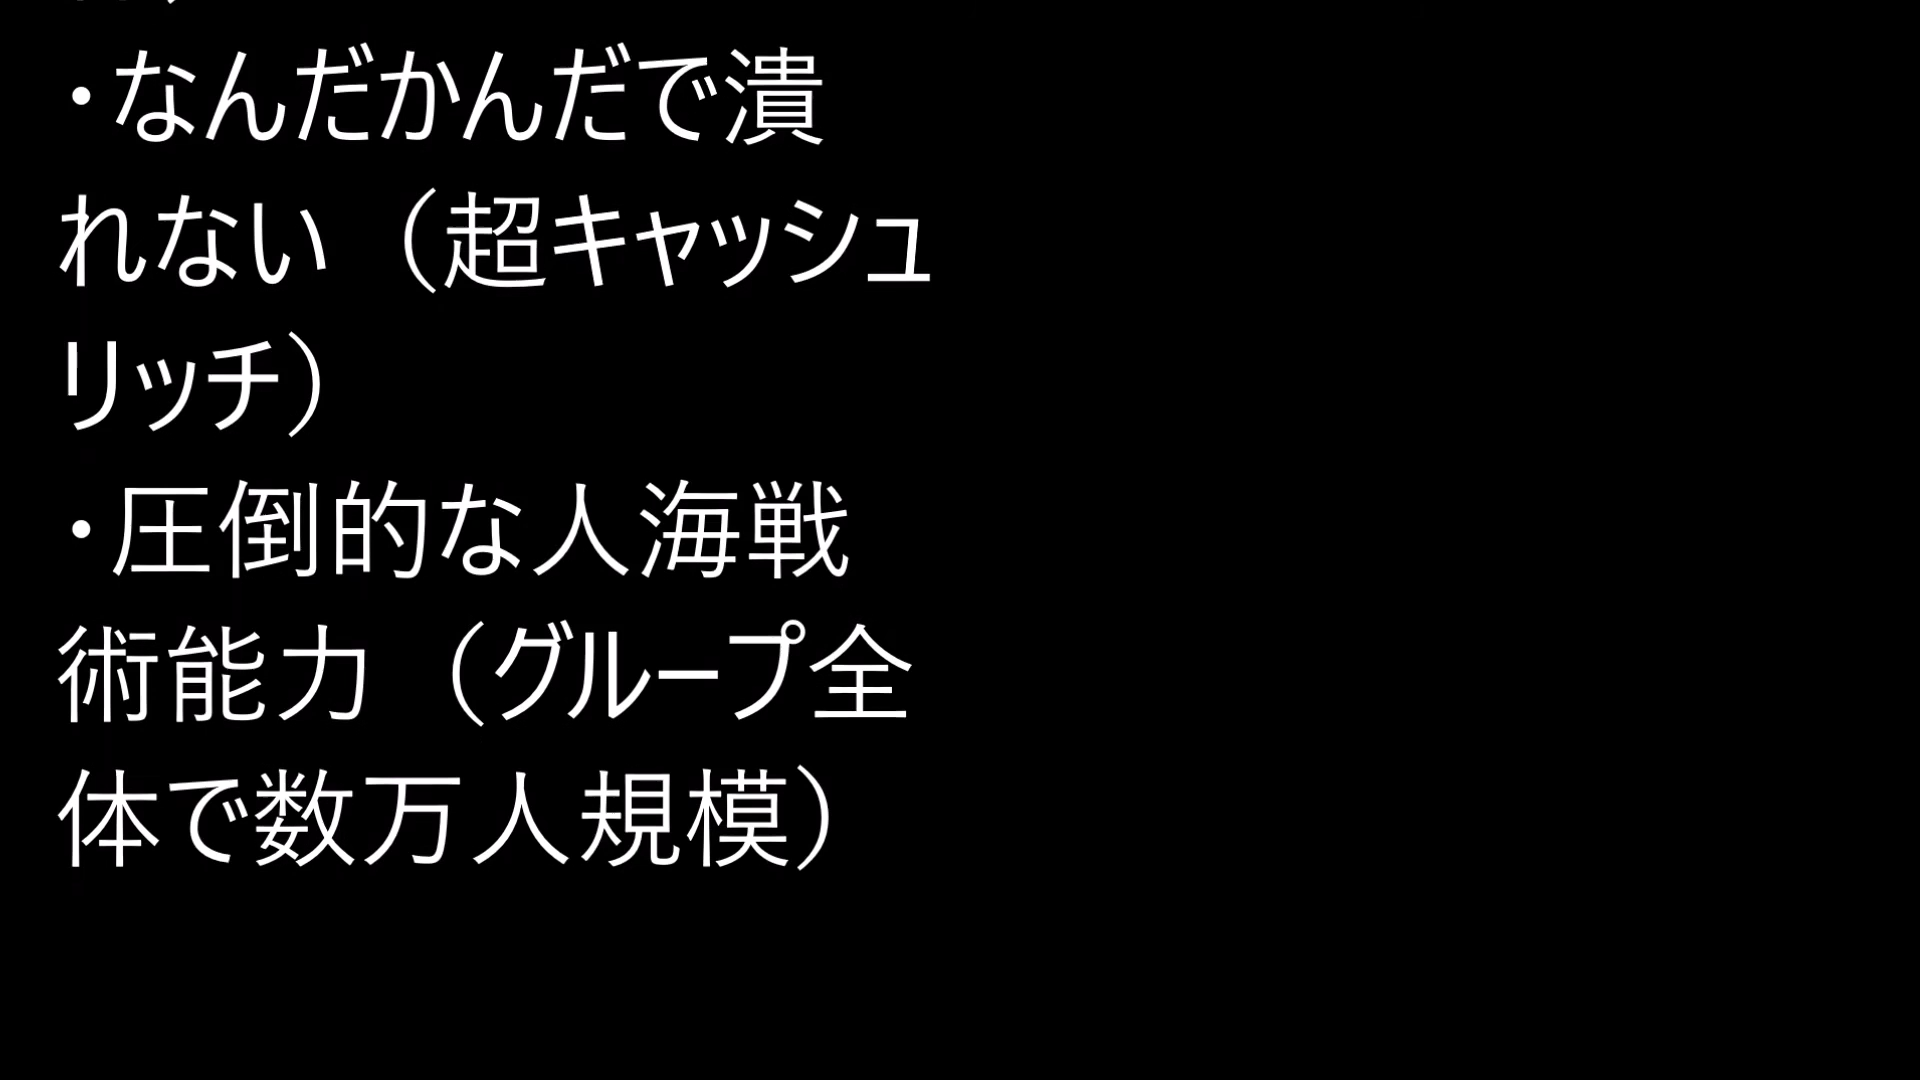 ・なんだかんだで潰
れない（超キャッシュ
リッチ）
・圧倒的な人海戦
術能力（グループ全
体で数万人規模）